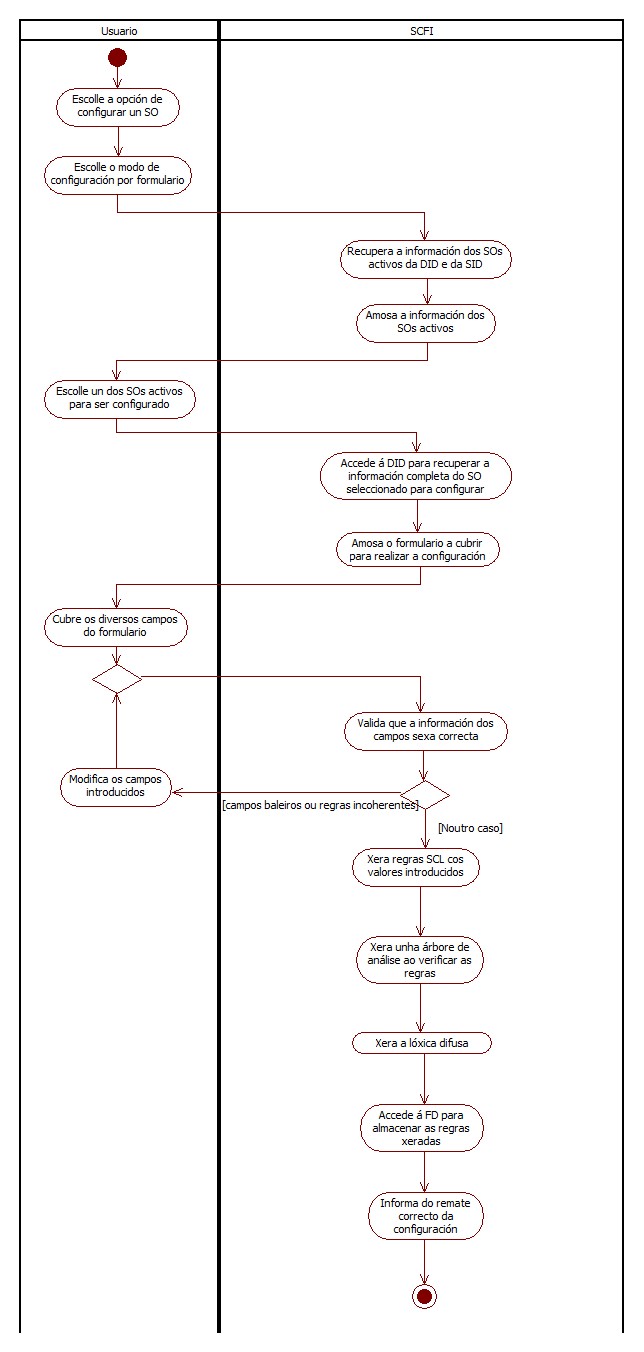 Usuario
SCFI
Escolle a opción de
configurar un SO
Escolle o modo de
configuración por formulario
Recupera a información dos SOs
activos da DID e da SID
Amosa a información dos
SOs activos
Escolle un dos SOs activos
para ser configurado
Accede á DID para recuperar a
información completa do SO
seleccionado para configurar
Amosa o formulario a cubrir
para realizar a configuración
Cubre os diversos campos
do formulario
Valida que a información dos
campos sexa correcta
Modifica os campos
introducidos
[campos baleiros ou regras incoherentes]
[Noutro caso]
Xera regras SCL cos
valores introducidos
Xera unha árbore de
análise ao verificar as
regras
Xera a lóxica difusa
Accede á FD para
almacenar as regras
xeradas
Informa do remate
correcto da
configuración